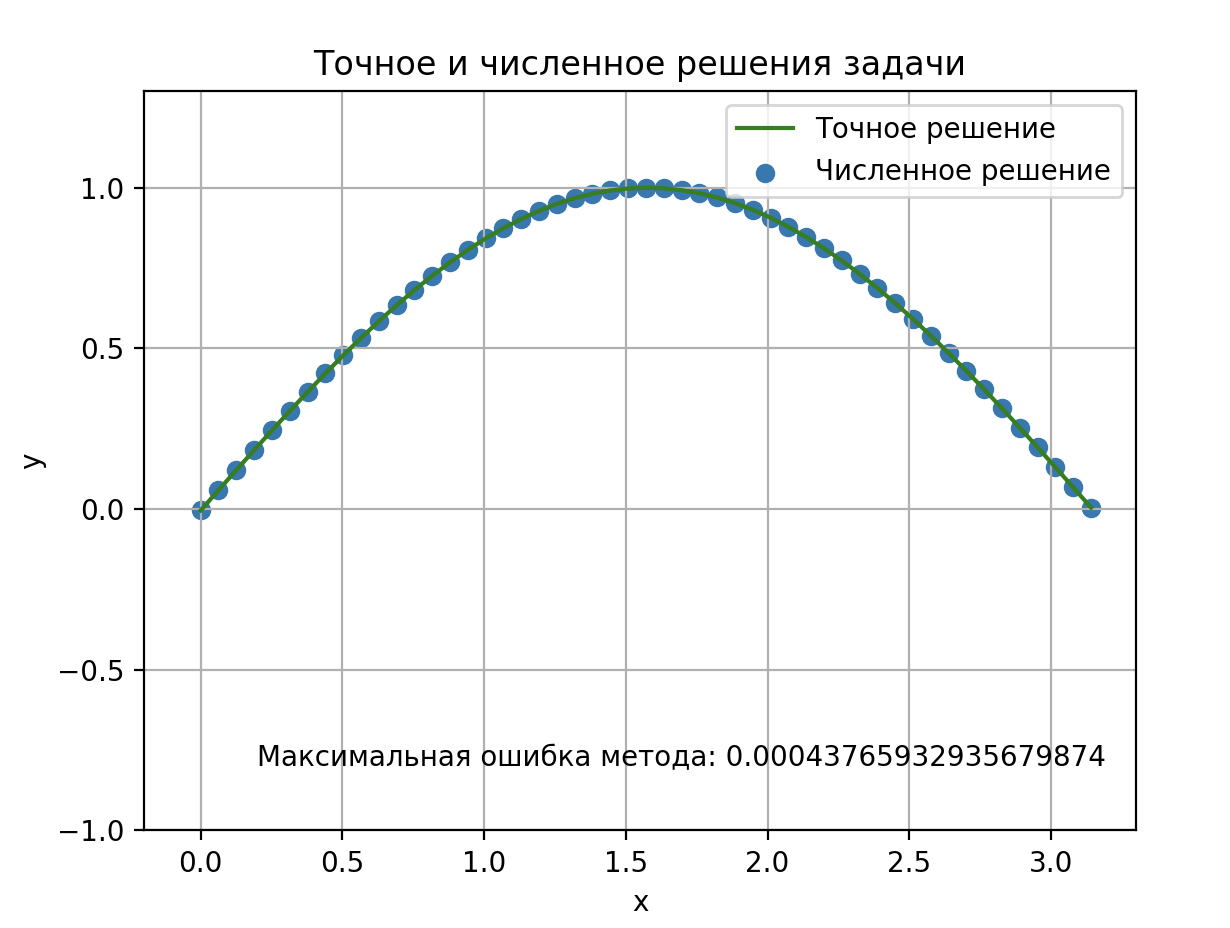 Точное и численное решения задачи
Точное решение
Численное решение
1.0
0.5
0.0
−0.5
−1.0
y
Максимальная ошибка метода: 0.00043765932935679874
0.0 0.5 1.0 1.5 2.0 2.5 3.0
x